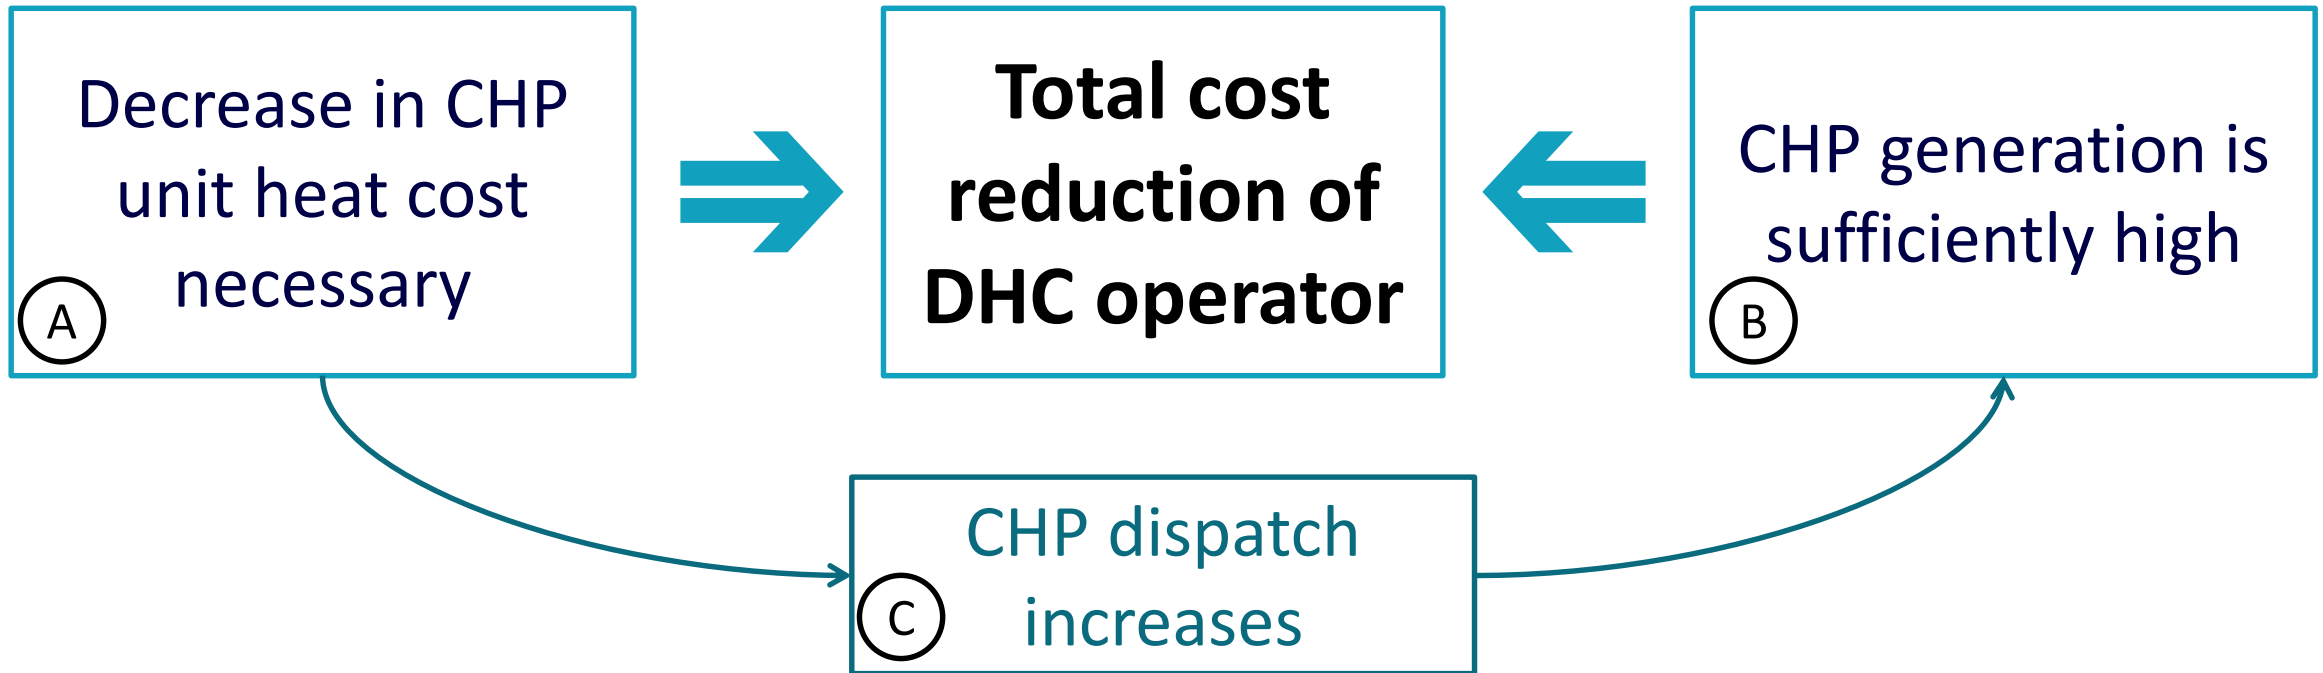 Decrease in CHP
unit heat cost
necessary
A
Total cost
reduction of
DHC operator
CHP generation is
sufficiently high
B
CHP dispatch
increases
C